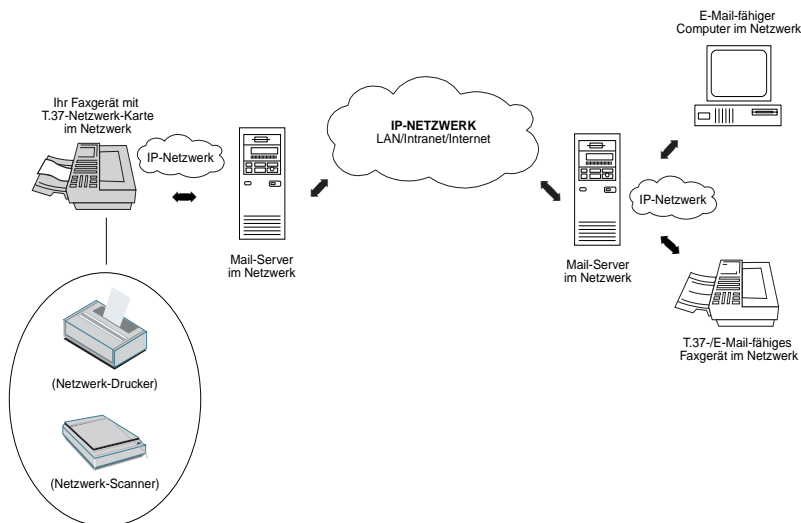 E-Mail-fähiger
Computer im Netzwerk
Ihr Faxgerät mit
T.37-Netzwerk-Karte
im Netzwerk
IP-Netzwerk
IP-NETZWERK
LAN/Intranet/Internet
IP-Netzwerk
Mail-Server
im Netzwerk
Mail-Server
im Netzwerk
T.37-/E-Mail-fähiges
Faxgerät im Netzwerk
(Netzwerk-Drucker)
(Netzwerk-Scanner)